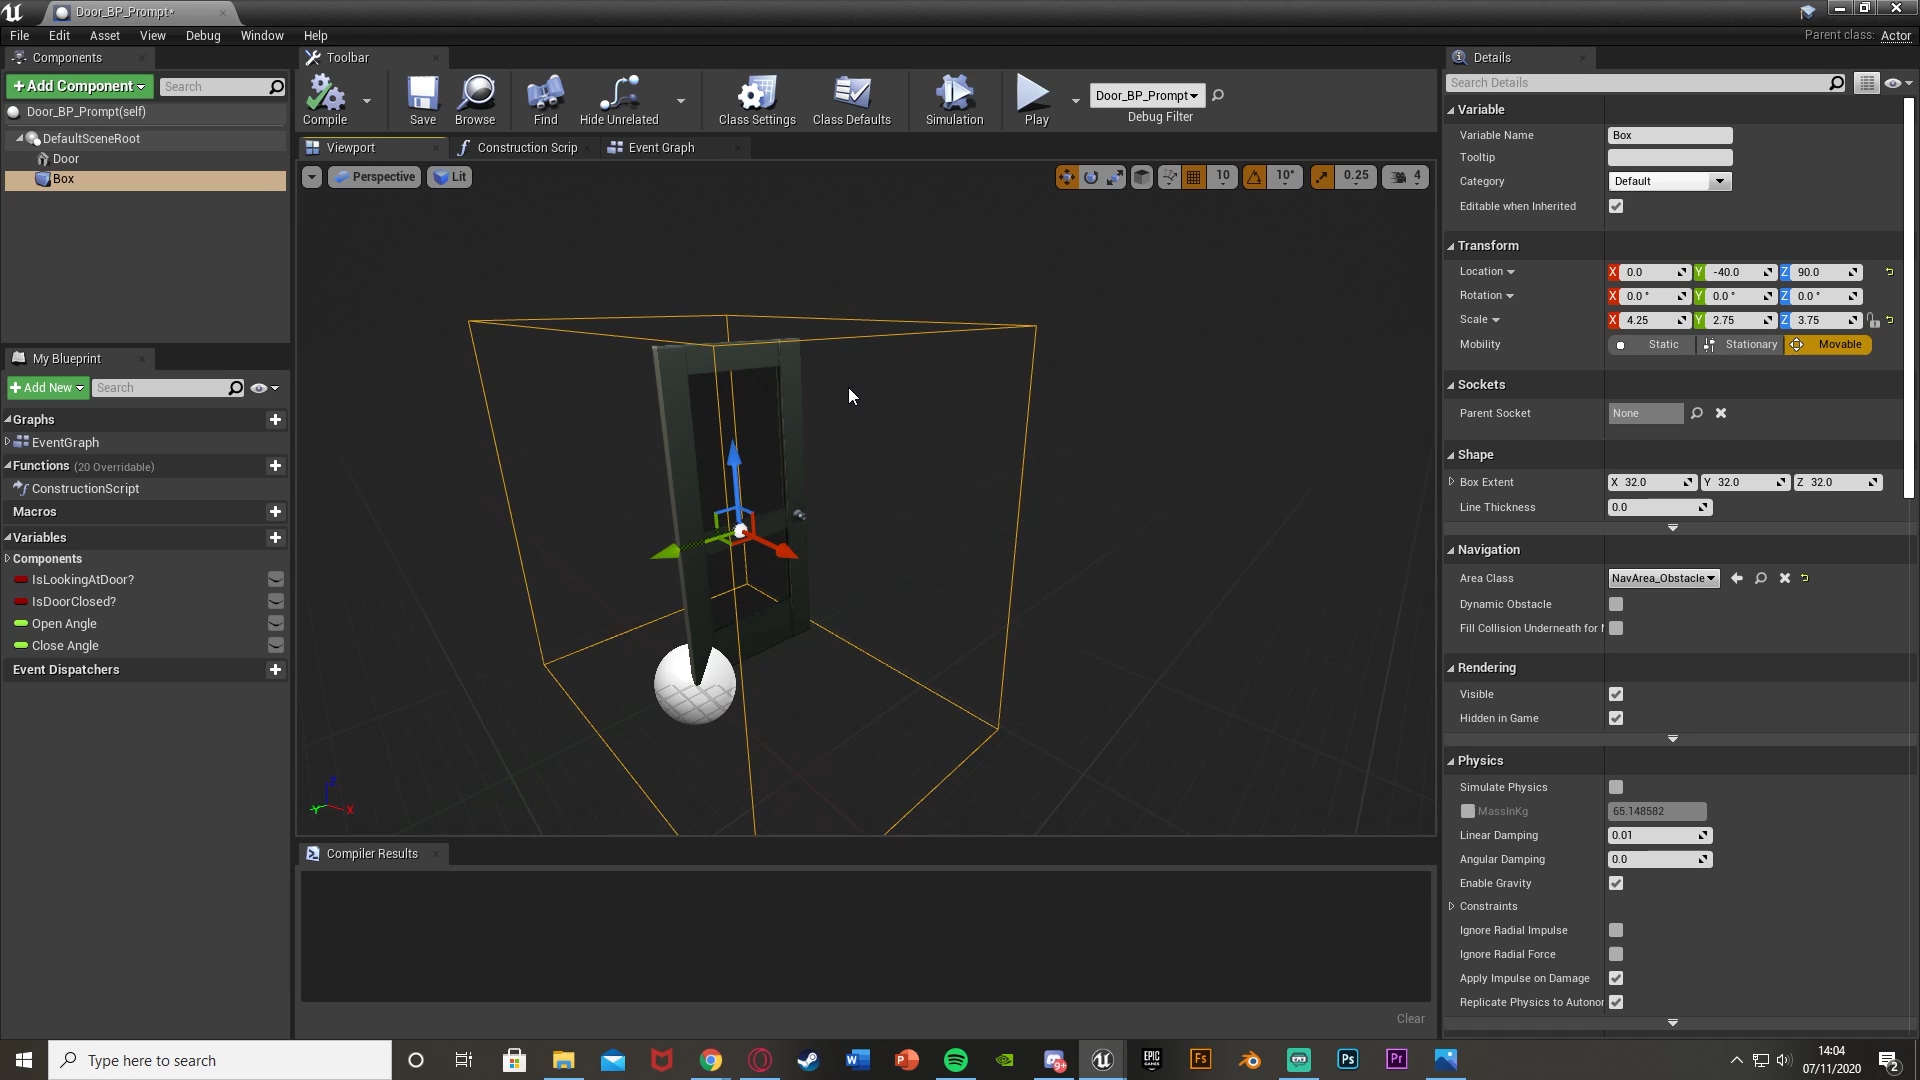 Door_BP_Prompt*
File Edit Asset View Debug Window Help
Parent class: Actor
Components
+Add Component
Search
Door_BP_Prompt(self)
DefaultSceneRoot
Door
Box
My Blueprint
+Add New
Search
Graphs
EventGraph
Functions (20 Overridable)
ConstructionScript
Macros
Variables
Components
IsLookingAtDoor?
IsDoorClosed?
Open Angle
Close Angle
Event Dispatchers
Toolbar
Compile
Save
Browse
Find
Hide Unrelated
Class Settings
Class Defaults
Simulation
Play
Door_BP_Prompt
Debug Filter
Viewport
Construction Scrip
Event Graph
Perspective
Lit
10
10°
0.25
4
Z
Y
X
Compiler Results
Clear
Details
Search Details
Variable
Variable Name Box
Tooltip
Category Default
Editable when Inherited
Transform
Location X 0.0 Y -40.0 Z 90.0
Rotation X 0.0 ° Y 0.0 ° Z 0.0 °
Scale X 4.25 Y 2.75 Z 3.75
Mobility Static Stationary Movable
Sockets
Parent Socket None
Shape
Box Extent X 32.0 Y 32.0 Z 32.0
Line Thickness 0.0
Navigation
Area Class NavArea_Obstacle
Dynamic Obstacle
Fill Collision Underneath for
Rendering
Visible
Hidden in Game
Physics
Simulate Physics
MassInKg 65.148582
Linear Damping 0.01
Angular Damping 0.0
Enable Gravity
Constraints
Ignore Radial Impulse
Ignore Radial Force
Apply Impulse on Damage
Replicate Physics to Autonor
Type here to search
EPIC GAMES
Fs
Ps
Pr
14:04
07/11/2020
2